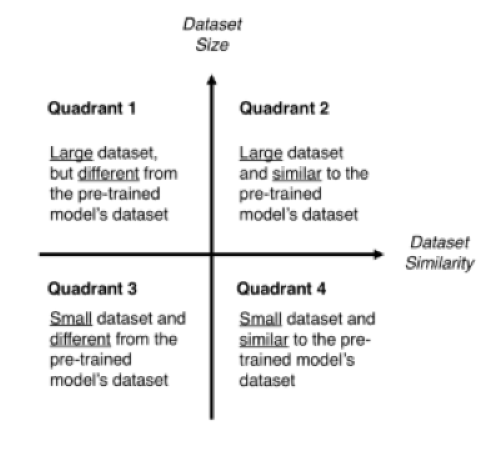 Dataset
Size
Quadrant 1
Large dataset,
but different from
the pre-trained
model's dataset
Quadrant 2
Large dataset
and similar to the
pre-trained
model's dataset
Dataset
Similarity
Quadrant 3
Small dataset and
different from the
pre-trained
model's dataset
Quadrant 4
Small dataset and
similar to the pre-
trained model's
dataset